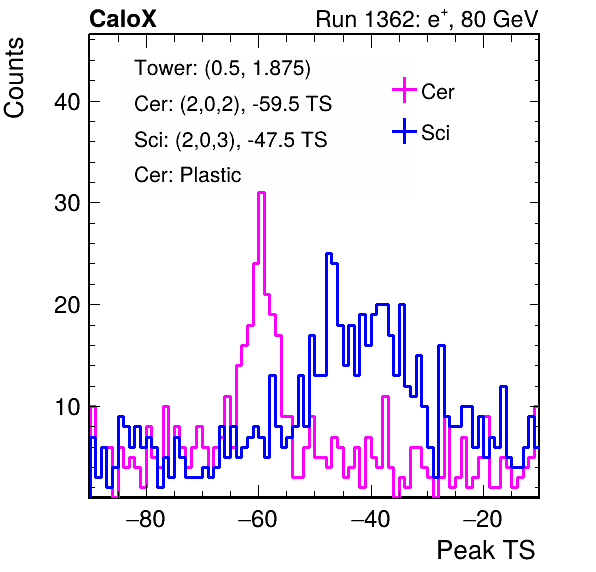 CaloX Run 1362: e⁺, 80 GeV
Counts
Tower: (0.5, 1.875)
Cer: (2,0,2), -59.5 TS
Sci: (2,0,3), -47.5 TS
Cer: Plastic
Cer
Sci
40
30
20
10
−80 −60 −40 −20
Peak TS